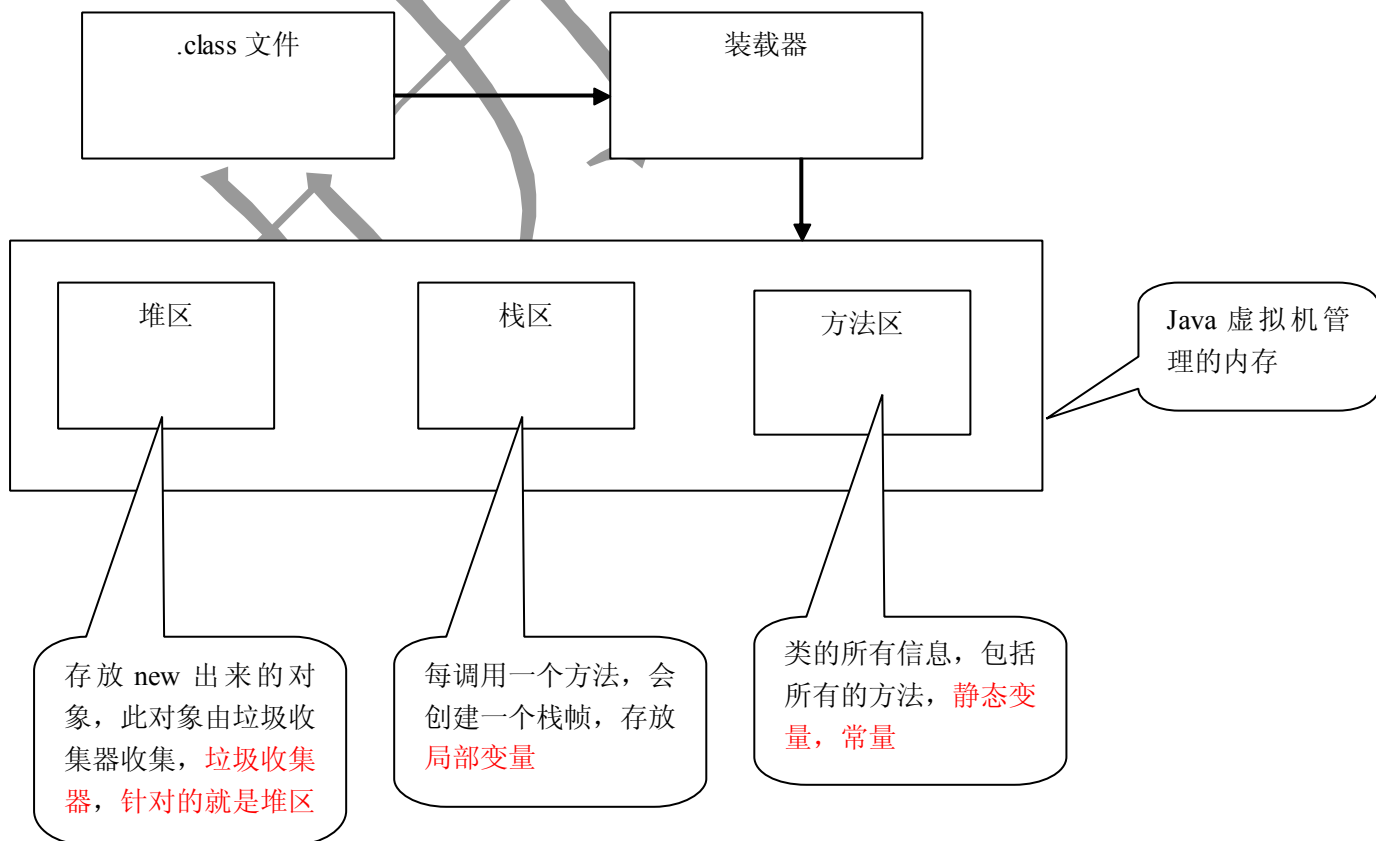 .class 文件
装载器
堆区
栈区
方法区
Java 虚拟机管
理的内存
存放 new 出来的对
象，此对象由垃圾收
集器收集，垃圾收集
器，针对的就是堆区
每调用一个方法，会
创建一个栈帧，存放
局部变量
类的所有信息，包括
所有的方法，静态变
量，常量